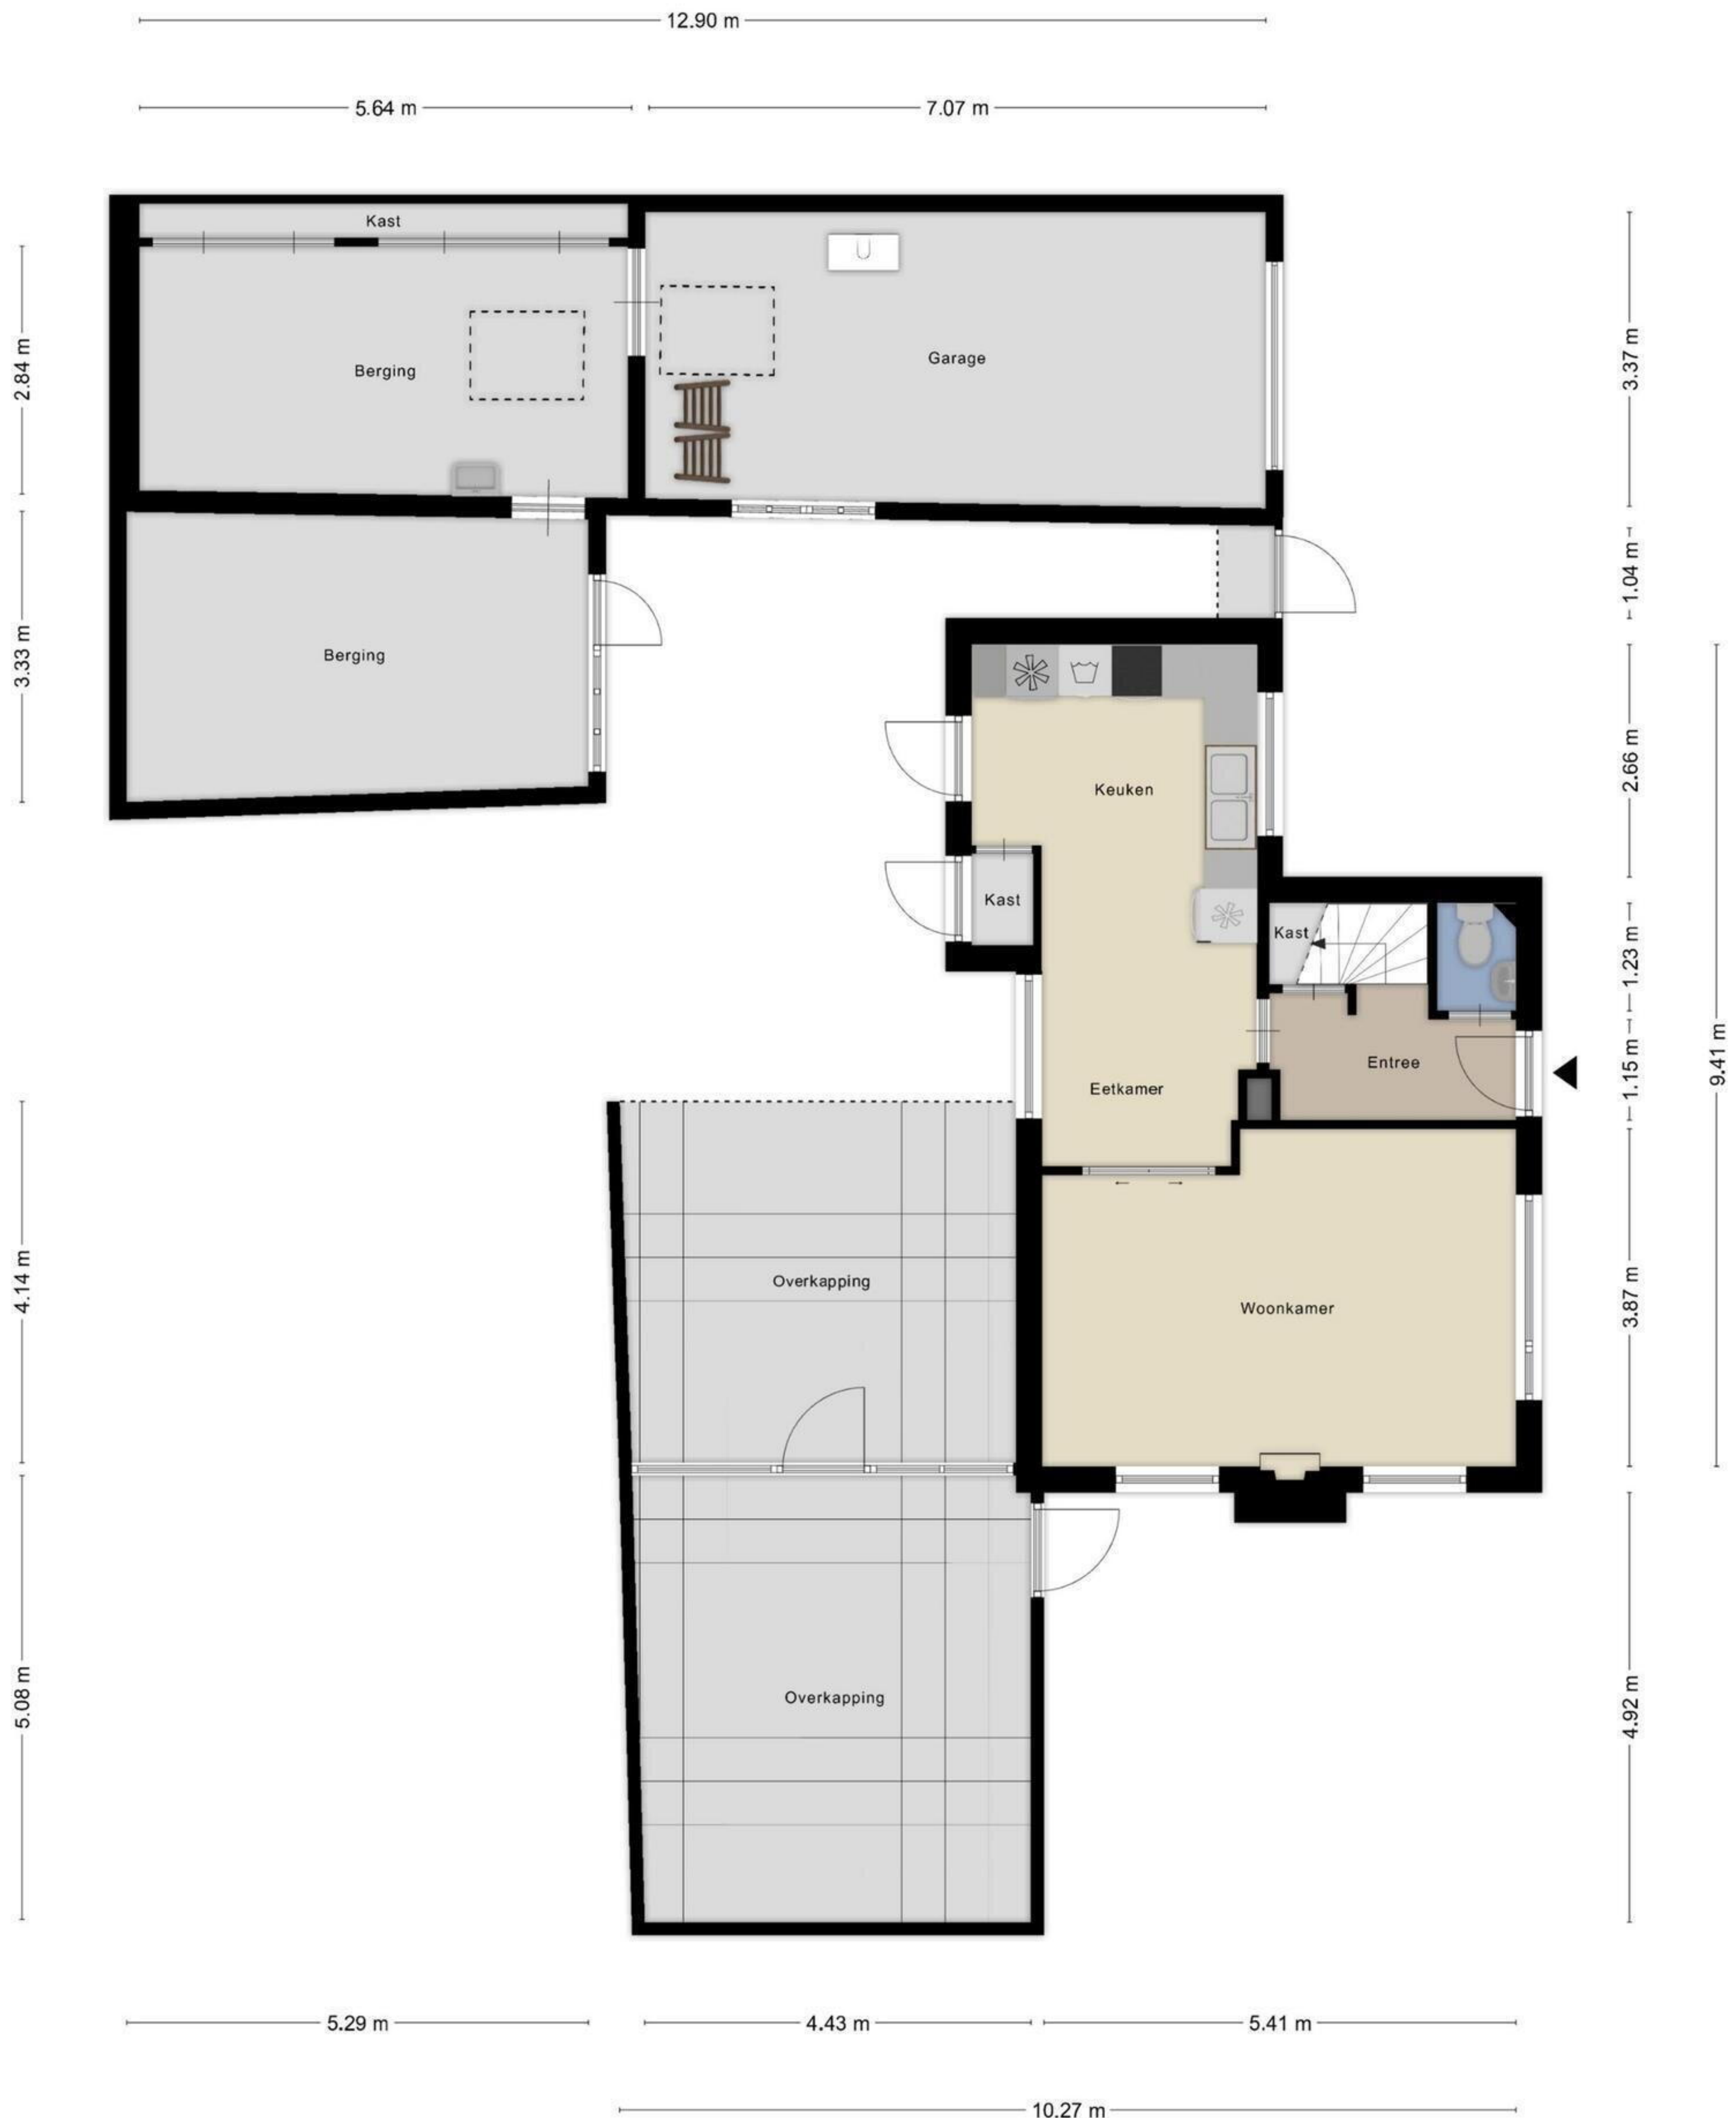 12.90 m
5.64 m
7.07 m
Kast
Berging
Garage
2.84 m
3.37 m
1.04 m
Berging
3.33 m
Keuken
2.66 m
Kast
Kast
1.23 m
Entree
1.15 m
9.41 m
Eetkamer
Overkapping
4.14 m
Woonkamer
3.87 m
Overkapping
5.08 m
4.92 m
5.29 m
4.43 m
5.41 m
10.27 m